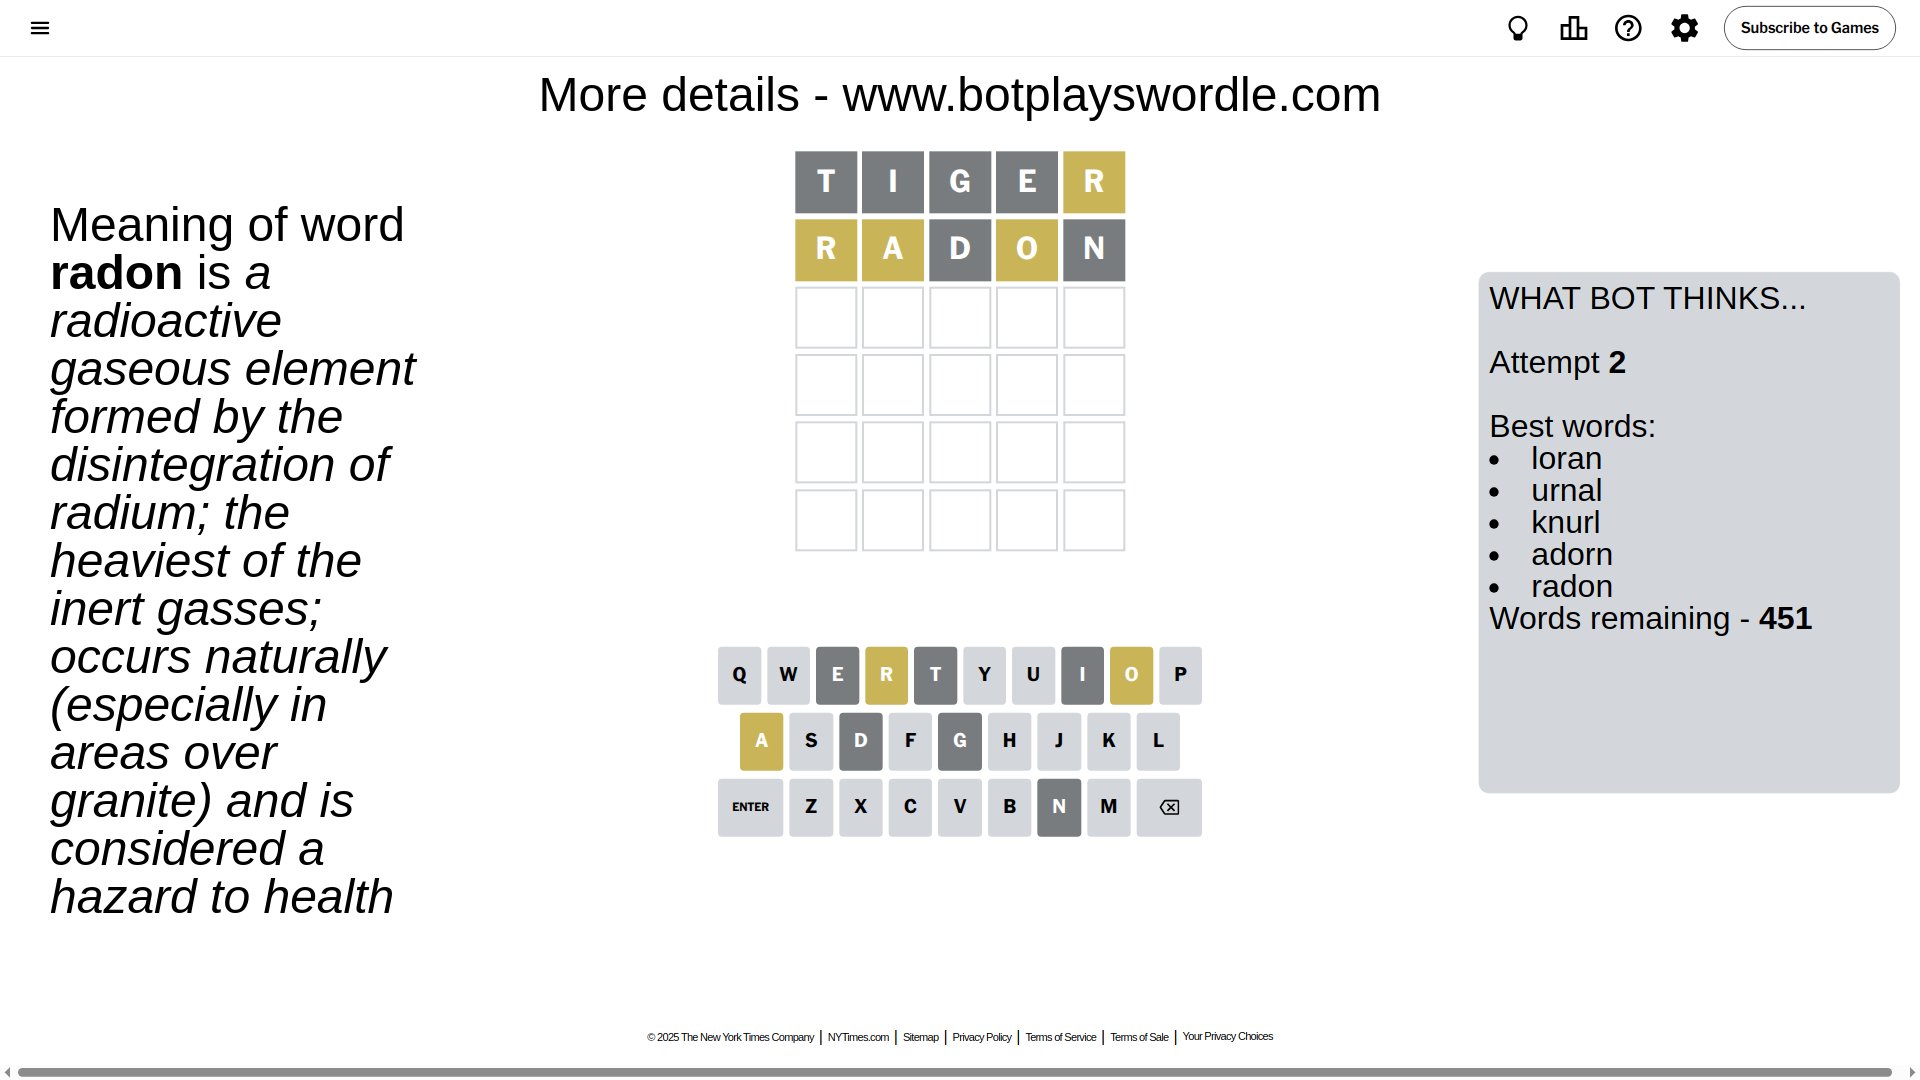 Subscribe to Games
More details - www.botplayswordle.com
Meaning of word
radon is a
radioactive
gaseous element
formed by the
disintegration of
radium; the
heaviest of the
inert gasses;
occurs naturally
(especially in
areas over
granite) and is
considered a
hazard to health
T I G E R
R A D O N
WHAT BOT THINKS...
Attempt 2
Best words:
• loran
• urnal
• knurl
• adorn
• radon
Words remaining - 451
Q W E R T Y U I O P
A S D F G H J K L
ENTER Z X C V B N M
© 2025 The New York Times Company | NYTimes.com | Sitemap | Privacy Policy | Terms of Service | Terms of Sale | Your Privacy Choices